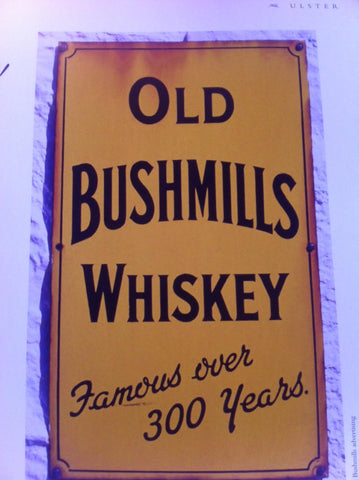 ULSTER
OLD
BUSHMILLS
WHISKEY
Famous over
300 Years.
Bushmills advertising